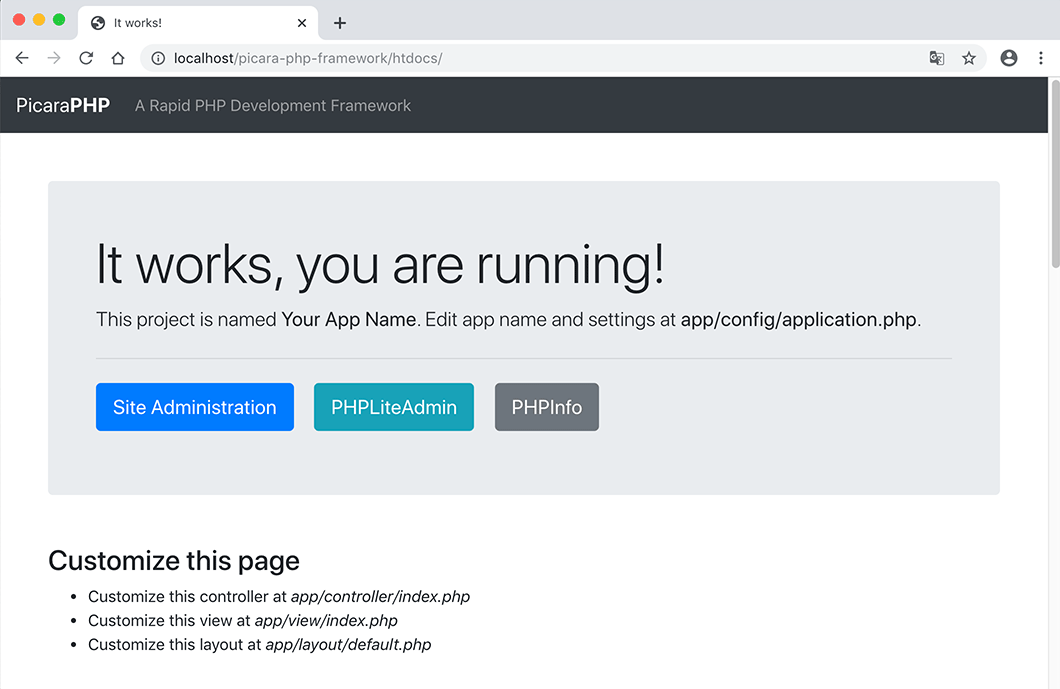 It works!
localhost/picara-php-framework/htdocs/
PicaraPHP A Rapid PHP Development Framework
It works, you are running!
This project is named Your App Name. Edit app name and settings at app/config/application.php.
Site Administration PHPLiteAdmin PHPInfo
Customize this page
• Customize this controller at app/controller/index.php
• Customize this view at app/view/index.php
• Customize this layout at app/layout/default.php